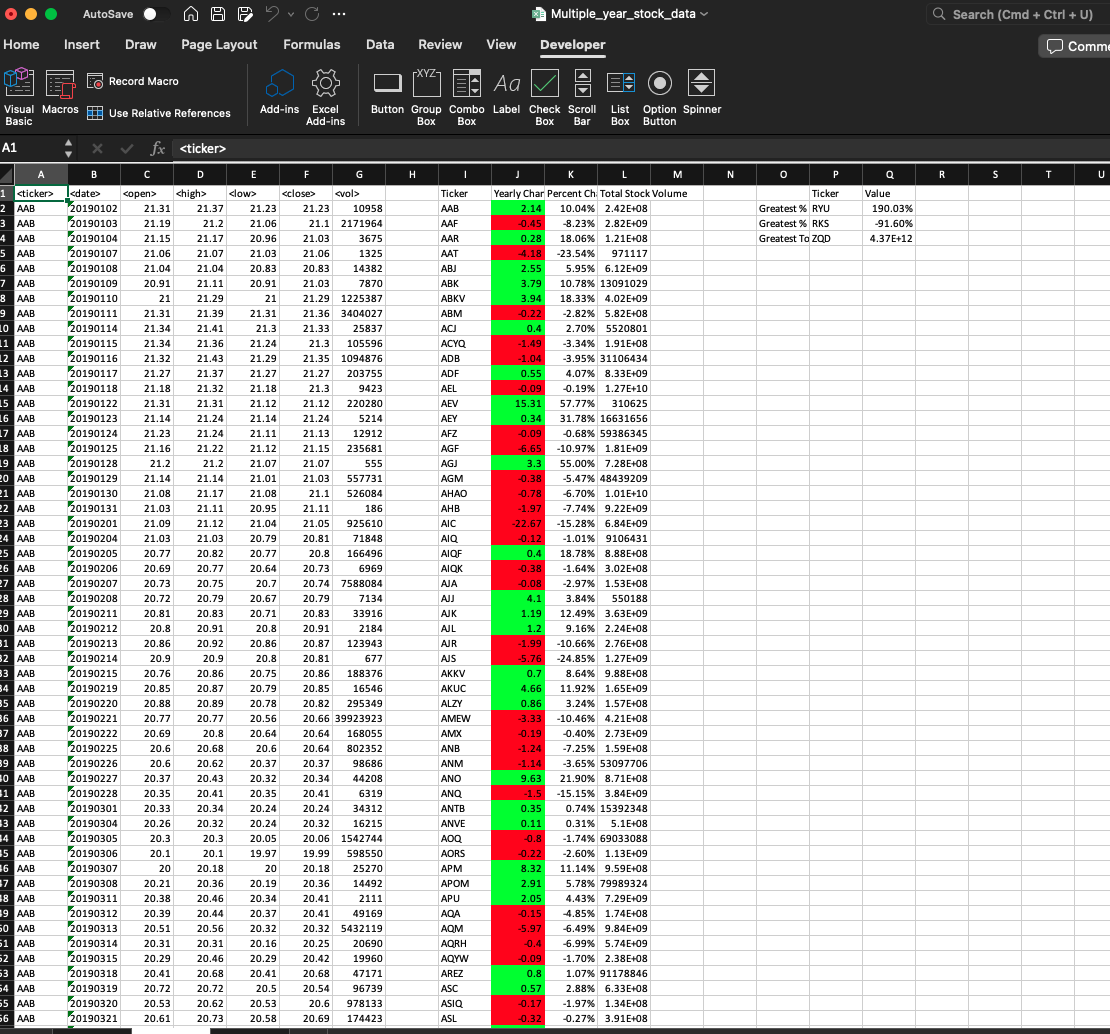 AutoSave Multiple_year_stock_data Search (Cmd + Ctrl + U)
Home Insert Draw Page Layout Formulas Data Review View Developer Comme
Visual Basic Macros Record Macro Use Relative References Add-ins Excel Add-ins Button Group Box Combo Box Label Check Box Scroll Bar List Box Option Button Spinner
A1 fx <ticker>
A B C D E F G H I J K L M N O P Q R S T U
1 <ticker> <date> <open> <high> <low> <close> <vol> Ticker Yearly Chan Percent Ch Total Stock Volume Ticker Value
2 AAB 20190102 21.31 21.37 21.23 21.23 10958 AAB 2.14 10.04% 2.42E+08 Greatest % RYU 190.03%
3 AAB 20190103 21.19 21.2 21.06 21.1 2171964 AAF -0.45 -8.23% 2.82E+09 Greatest % RKS -91.60%
4 AAB 20190104 21.15 21.17 20.96 21.03 3675 AAR 0.28 18.06% 1.21E+08 Greatest To ZQD 4.37E+12
5 AAB 20190107 21.06 21.07 21.03 21.06 1325 AAT -4.18 -23.54% 971117
6 AAB 20190108 21.04 21.04 20.83 20.83 14382 ABJ 2.55 5.95% 6.12E+09
7 AAB 20190109 20.91 21.11 20.91 21.03 7870 ABK 3.79 10.78% 13091029
8 AAB 20190110 21 21.29 21 21.29 1225387 ABKV 3.94 18.33% 4.02E+09
9 AAB 20190111 21.31 21.39 21.31 21.36 3404027 ABM -0.22 -2.82% 5.82E+08
10 AAB 20190114 21.34 21.41 21.3 21.33 25837 ACJ 0.4 2.70% 5520801
11 AAB 20190115 21.34 21.36 21.24 21.3 105596 ACYQ -1.49 -3.34% 1.91E+08
12 AAB 20190116 21.32 21.43 21.29 21.35 1094876 ADB -1.04 -3.95% 31106434
13 AAB 20190117 21.27 21.37 21.27 21.27 203755 ADF 0.55 4.07% 8.33E+09
14 AAB 20190118 21.18 21.32 21.18 21.3 9423 AEL -0.09 -0.19% 1.27E+10
15 AAB 20190122 21.31 21.31 21.12 21.12 220280 AEV 15.31 57.77% 310625
16 AAB 20190123 21.14 21.24 21.14 21.24 5214 AEY 0.34 31.78% 16631656
17 AAB 20190124 21.23 21.24 21.11 21.13 12912 AFZ -0.09 -0.68% 59386345
18 AAB 20190125 21.16 21.22 21.12 21.15 235681 AGF -6.65 -10.97% 1.81E+09
19 AAB 20190128 21.2 21.2 21.07 21.07 555 AGJ 3.3 55.00% 7.28E+08
20 AAB 20190129 21.14 21.14 21.01 21.03 557731 AGM -0.38 -5.47% 48439209
21 AAB 20190130 21.08 21.17 21.08 21.1 526084 AHAO -0.78 -6.70% 1.01E+10
22 AAB 20190131 21.03 21.11 20.95 21.11 186 AHB -1.97 -7.74% 9.22E+09
23 AAB 20190201 21.09 21.12 21.04 21.05 925610 AIC -22.67 -15.28% 6.84E+09
24 AAB 20190204 21.03 21.03 20.79 20.81 71848 AIQ -0.12 -1.01% 9106431
25 AAB 20190205 20.77 20.82 20.77 20.8 166496 AIQF 0.4 18.78% 8.88E+08
26 AAB 20190206 20.69 20.77 20.64 20.73 6969 AIQK -0.38 -1.64% 3.02E+08
27 AAB 20190207 20.73 20.75 20.7 20.74 7588084 AJA -0.08 -2.97% 1.53E+08
28 AAB 20190208 20.72 20.79 20.67 20.79 7134 AJJ 4.1 3.84% 550188
29 AAB 20190211 20.81 20.83 20.71 20.83 33916 AJK 1.19 12.49% 3.63E+09
30 AAB 20190212 20.8 20.91 20.8 20.91 2184 AJL 1.2 9.16% 2.24E+08
31 AAB 20190213 20.86 20.92 20.86 20.87 123943 AJR -1.99 -10.66% 2.76E+08
32 AAB 20190214 20.9 20.9 20.8 20.81 677 AJS -5.76 -24.85% 1.27E+09
33 AAB 20190215 20.76 20.86 20.75 20.86 188376 AKKV 0.7 8.64% 9.88E+08
34 AAB 20190219 20.85 20.87 20.79 20.85 16546 AKUC 4.66 11.92% 1.65E+09
35 AAB 20190220 20.88 20.89 20.78 20.82 295349 ALZY 0.86 3.24% 1.57E+08
36 AAB 20190221 20.77 20.77 20.56 20.66 39923923 AMEW -3.33 -10.46% 4.21E+08
37 AAB 20190222 20.69 20.8 20.64 20.64 168055 AMX -0.19 -0.40% 2.73E+09
38 AAB 20190225 20.6 20.68 20.6 20.64 802352 ANB -1.24 -7.25% 1.59E+08
39 AAB 20190226 20.6 20.62 20.37 20.37 98686 ANM -1.14 -3.65% 53097706
40 AAB 20190227 20.37 20.43 20.32 20.34 44208 ANO 9.63 21.90% 8.71E+08
41 AAB 20190228 20.35 20.41 20.35 20.41 6319 ANQ -1.5 -15.15% 3.84E+09
42 AAB 20190301 20.33 20.34 20.24 20.24 34312 ANTB 0.35 0.74% 15392348
43 AAB 20190304 20.26 20.32 20.24 20.32 16215 ANVE 0.11 0.31% 5.1E+08
44 AAB 20190305 20.3 20.3 20.05 20.06 1542744 AOQ -0.8 -1.74% 69033088
45 AAB 20190306 20.1 20.1 19.97 19.99 598550 AORS -0.22 -2.60% 1.13E+09
46 AAB 20190307 20 20.18 20 20.18 25270 APM 8.32 11.14% 9.59E+08
47 AAB 20190308 20.21 20.36 20.19 20.36 14492 APOM 2.91 5.78% 79989324
48 AAB 20190311 20.38 20.46 20.34 20.41 2111 APU 2.05 4.43% 7.29E+09
49 AAB 20190312 20.39 20.44 20.37 20.41 49169 AQA -0.15 -4.85% 1.74E+08
50 AAB 20190313 20.51 20.56 20.32 20.32 5432119 AQM -5.97 -6.49% 9.84E+09
51 AAB 20190314 20.31 20.31 20.16 20.25 20690 AQRH -0.4 -6.99% 5.74E+09
52 AAB 20190315 20.29 20.46 20.29 20.42 19960 AQYW -0.09 -1.70% 2.38E+08
53 AAB 20190318 20.41 20.68 20.41 20.68 47171 AREZ 0.8 1.07% 91178846
54 AAB 20190319 20.72 20.72 20.5 20.54 96739 ASC 0.57 2.88% 6.33E+08
55 AAB 20190320 20.53 20.62 20.53 20.6 978133 ASIQ -0.17 -1.97% 1.34E+08
56 AAB 20190321 20.61 20.73 20.58 20.69 174423 ASL -0.32 -0.27% 3.91E+08